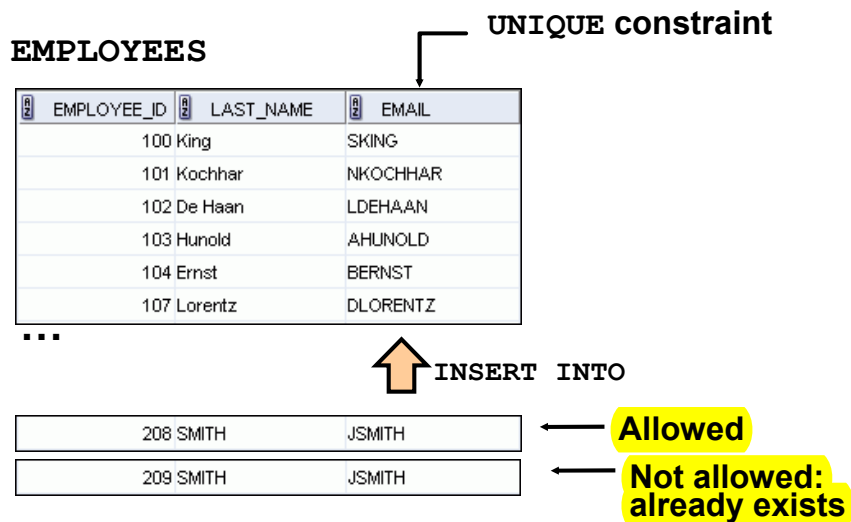 UNIQUE constraint
EMPLOYEES
EMPLOYEE_ID LAST_NAME EMAIL
100 King SKING
101 Kochhar NKOCHHAR
102 De Haan LDEHAAN
103 Hunold AHUNOLD
104 Ernst BERNST
107 Lorentz DLORENTZ
...
INSERT INTO
208 SMITH JSMITH Allowed
209 SMITH JSMITH Not allowed:
already exists